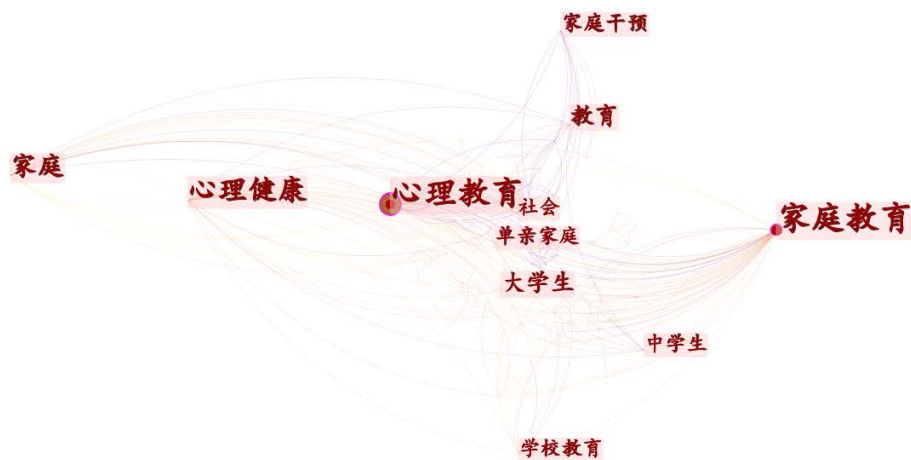 家庭干预
教育
家庭
心理健康
心理教育
社会
家庭教育
单亲家庭
大学生
中学生
学校教育